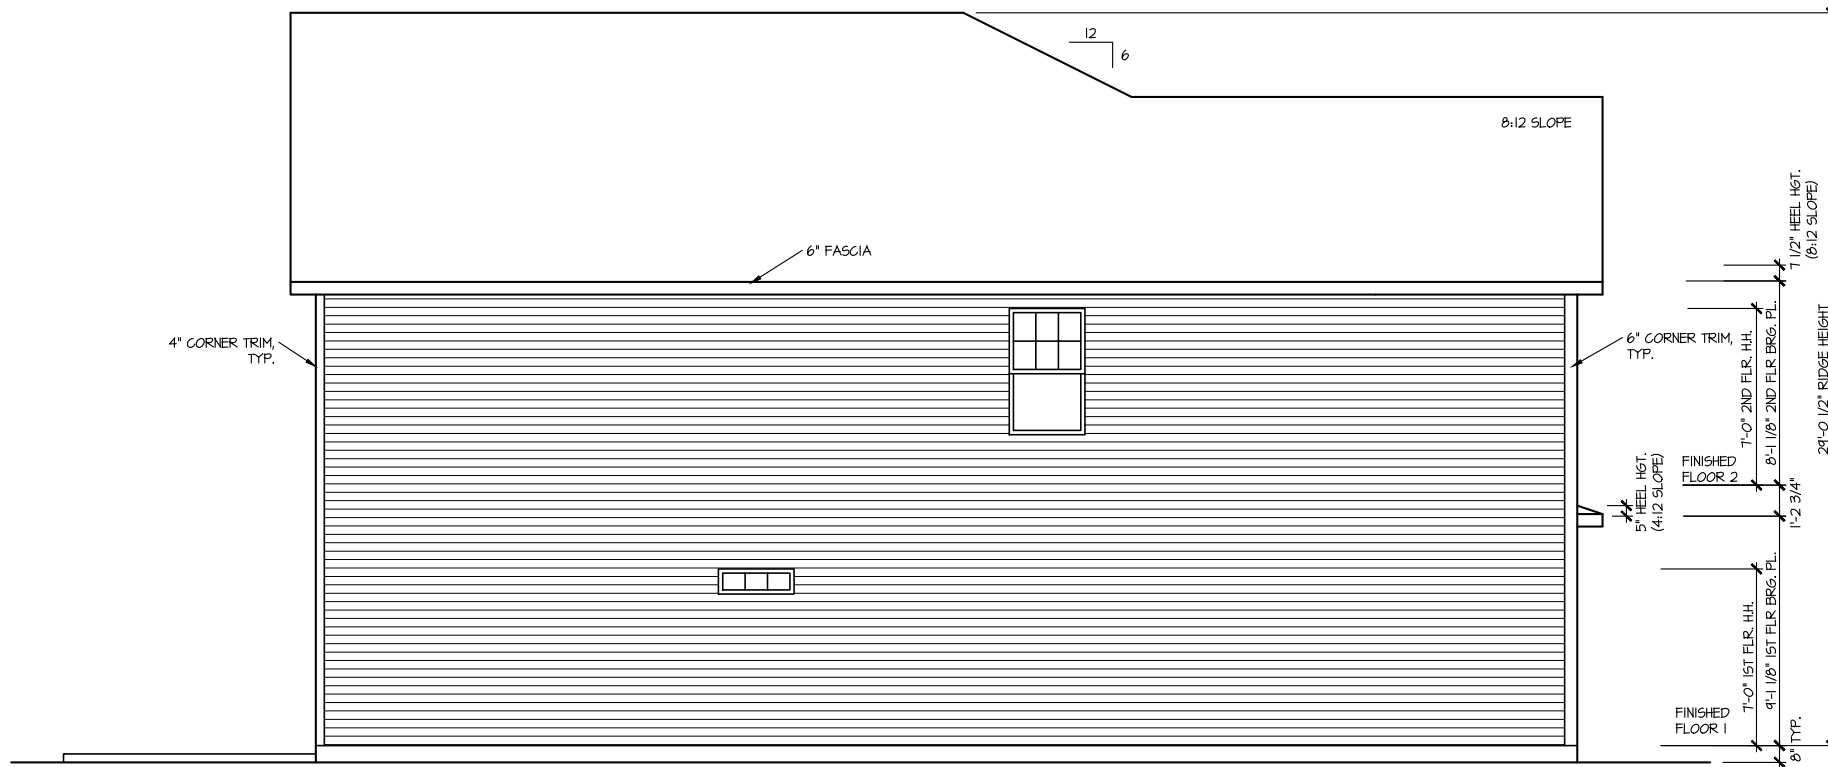 12
6
8:12 SLOPE
7 1/2" HEEL HGT.
(8:12 SLOPE)
6" FASCIA
4" CORNER TRIM,
TYP.
6" CORNER TRIM,
TYP.
7'-0" 2ND FLR. H.H.
8'-1 1/8" 2ND FLR BRG. PL.
29'-0 1/2" RIDGE HEIGHT
FINISHED
FLOOR 2
5" HEEL HGT.
(4:12 SLOPE)
1'-2 3/4"
7'-0" 1ST FLR. H.H.
9'-1 1/8" 1ST FLR BRG. PL.
FINISHED
FLOOR 1
8" TYP.